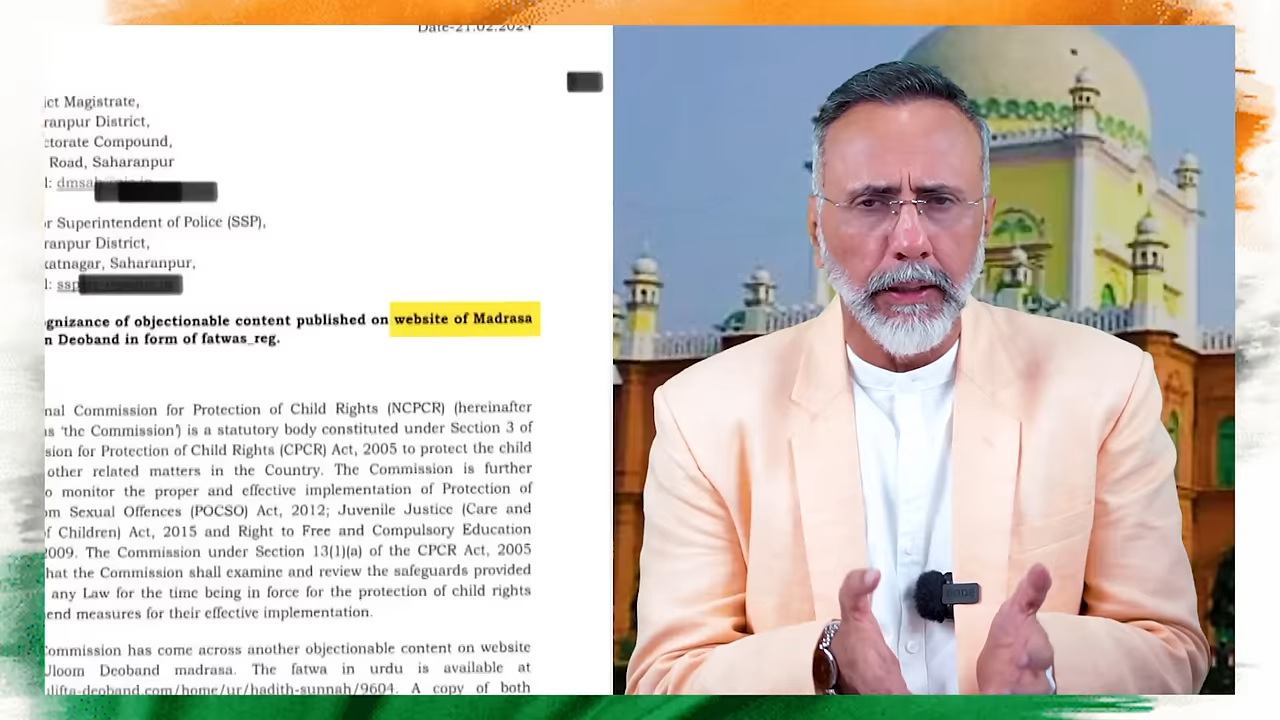 Date-21.02.2024
ict Magistrate,
ranpur District,
ctorate Compound,
Road, Saharanpur
l: dmsah
r Superintendent of Police (SSP),
ranpur District,
katnagar, Saharanpur,
l: ssp
gnizance of objectionable content published on website of Madrasa
n Deoband in form of fatwas_reg.
nal Commission for Protection of Child Rights (NCPCR) (hereinafter
s 'the Commission') is a statutory body constituted under Section 3 of
sion for Protection of Child Rights (CPCR) Act, 2005 to protect the child
other related matters in the Country. The Commission is further
o monitor the proper and effective implementation of Protection of
m Sexual Offences (POCSO) Act, 2012; Juvenile Justice (Care and
f Children) Act, 2015 and Right to Free and Compulsory Education
2009. The Commission under Section 13(1)(a) of the CPCR Act, 2005
hat the Commission shall examine and review the safeguards provided
any Law for the time being in force for the protection of child rights
end measures for their effective implementation.
Commission has come across another objectionable content on website
Uloom Deoband madrasa. The fatwa in urdu is available at
ulifta-deoband.com/home/ur/hadith-sunnah/9604. A copy of both